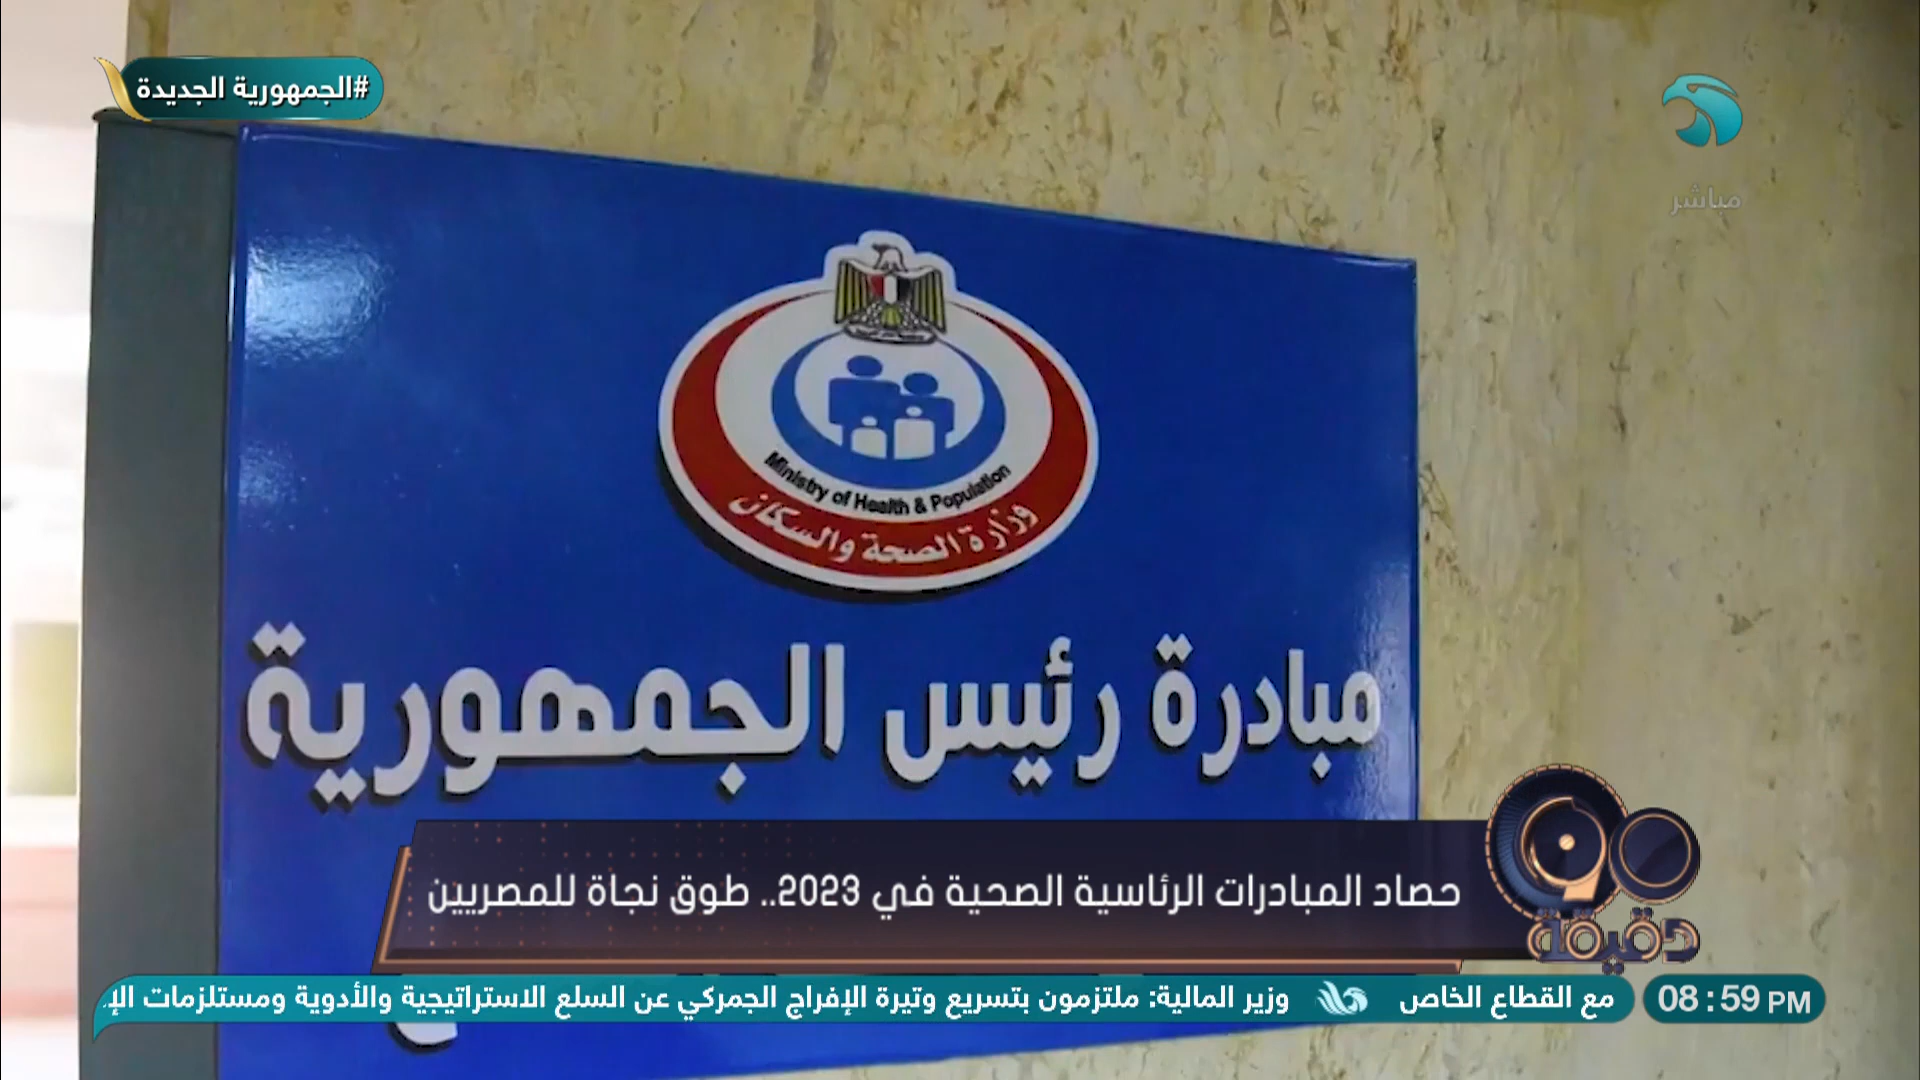 #الجمهورية الجديدة
مباشر
Ministry of Health & Population
وزارة الصحة والسكان
مبادرة رئيس الجمهورية
90 دقيقة
حصاد المبادرات الرئاسية الصحية في 2023.. طوق نجاة للمصريين
مع القطاع الخاص
وزير المالية: ملتزمون بتسريع وتيرة الإفراج الجمركي عن السلع الاستراتيجية والأدوية ومستلزمات
08:59 PM